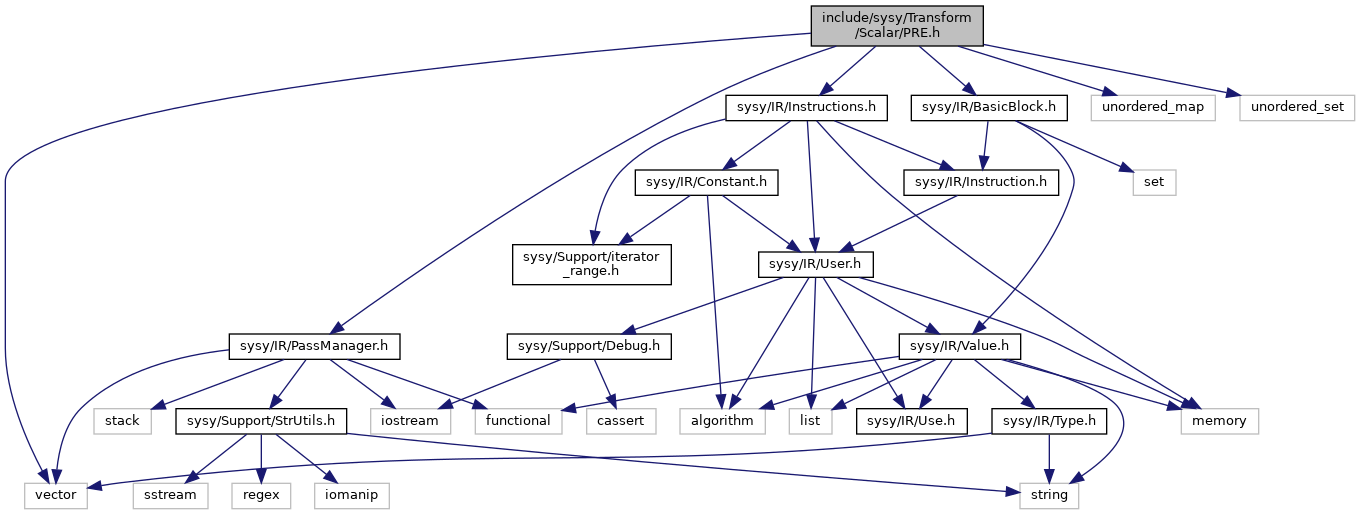 include/sysy/Transform
/Scalar/PRE.h
sysy/IR/Instructions.h
sysy/IR/BasicBlock.h
unordered_map
unordered_set
sysy/IR/Constant.h
sysy/IR/Instruction.h
set
sysy/Support/iterator
_range.h
sysy/IR/User.h
sysy/IR/PassManager.h
sysy/Support/Debug.h
sysy/IR/Value.h
stack
sysy/Support/StrUtils.h
iostream
functional
cassert
algorithm
list
sysy/IR/Use.h
sysy/IR/Type.h
memory
vector
sstream
regex
iomanip
string